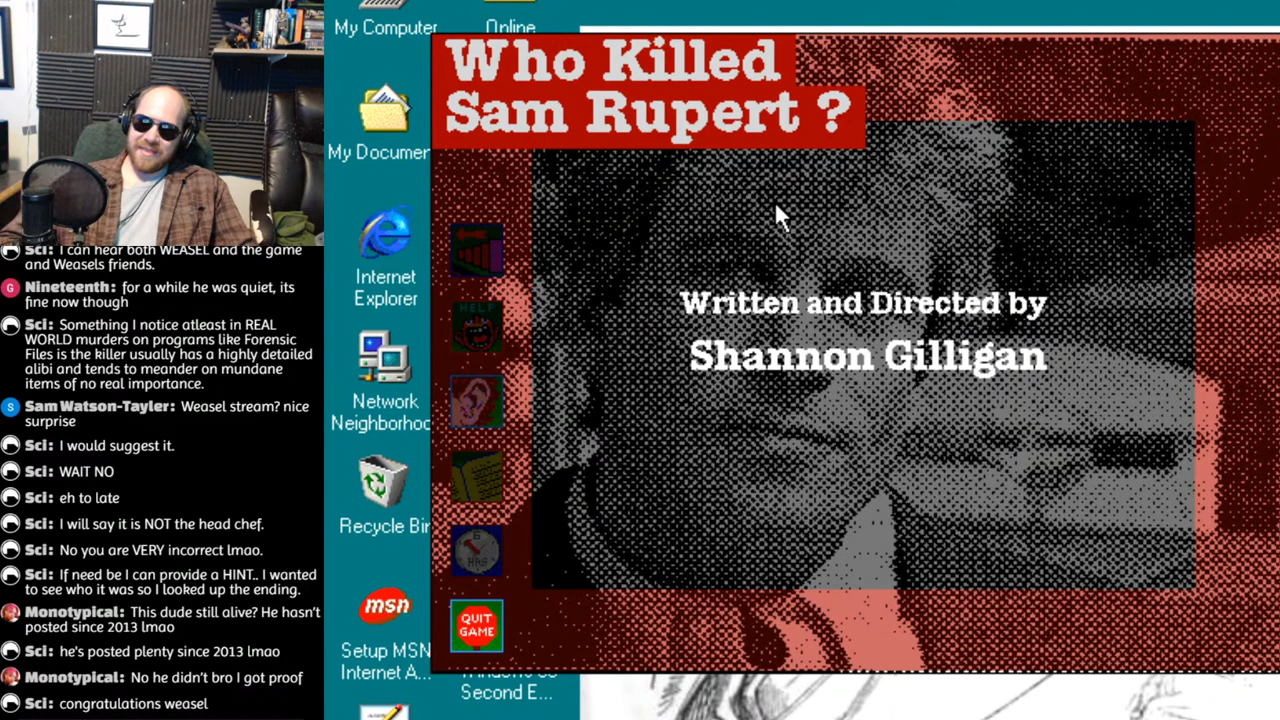 My Computer
Online
Who Killed
Sam Rupert ?
My Documen
Written and Directed by
Shannon Gilligan
Internet
Explorer
HELP
Network
Neighborhood
6
HRS
Recycle Bin
QUIT
GAME
msn
Setup MSN
Internet A...
Second E...
Sci: I can hear both WEASEL and the game
and Weasels friends.
Nineteenth: for a while he was quiet, its
fine now though
Sci: Something I notice atleast in REAL
WORLD murders on programs like Forensic
Files is the killer usually has a highly detailed
alibi and tends to meander on mundane
items of no real importance.
Sam Watson-Tayler: Weasel stream? nice
surprise
Sci: I would suggest it.
Sci: WAIT NO
Sci: eh to late
Sci: I will say it is NOT the head chef.
Sci: No you are VERY incorrect lmao.
Sci: If need be I can provide a HINT.. I wanted
to see who it was so I looked up the ending.
Monotypical: This dude still alive? He hasn't
posted since 2013 lmao
Sci: he's posted plenty since 2013 lmao
Monotypical: No he didn't bro I got proof
Sci: congratulations weasel